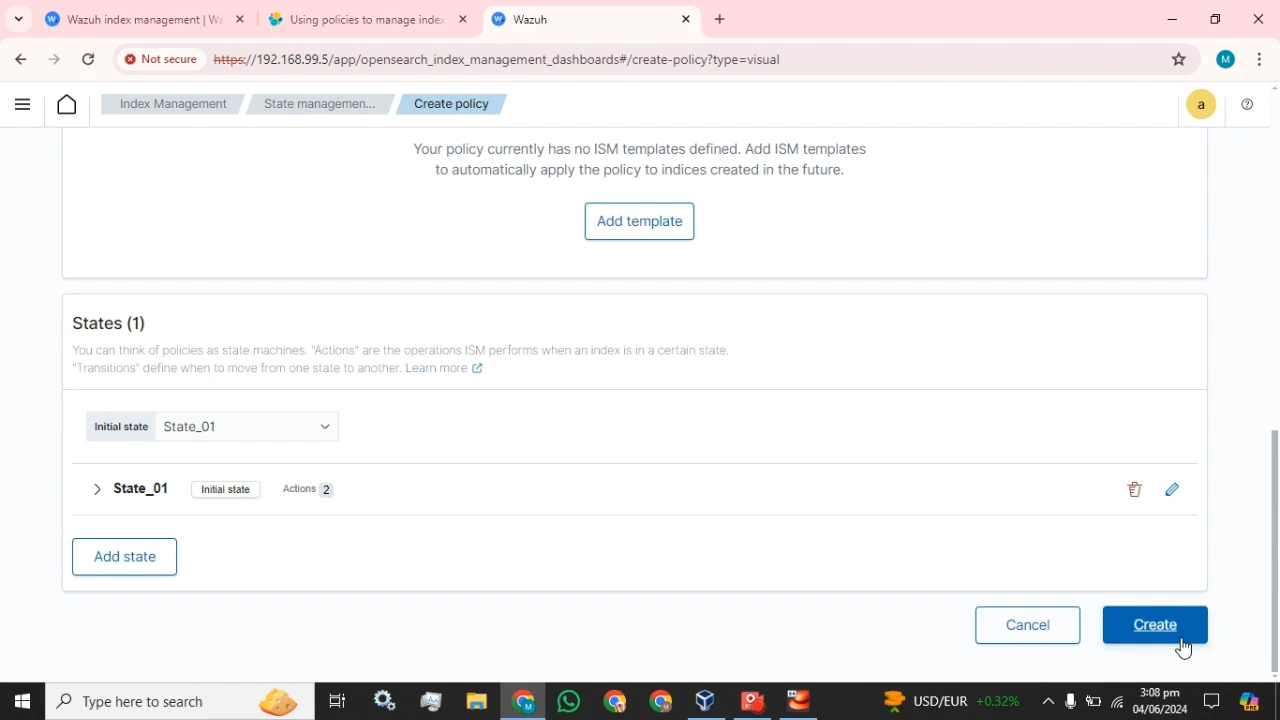 Wazuh index management | Wa
Using policies to manage index
Wazuh
Not secure
https://192.168.99.5/app/opensearch_index_management_dashboards#/create-policy?type=visual
M
Index Management
State managemen...
Create policy
a
Your policy currently has no ISM templates defined. Add ISM templates
to automatically apply the policy to indices created in the future.
Add template
States (1)
You can think of policies as state machines. "Actions" are the operations ISM performs when an index is in a certain state.
"Transitions" define when to move from one state to another. Learn more
Initial state State_01
State_01 Initial state Actions 2
Add state
Cancel
Create
Type here to search
USD/EUR +0.32%
3:08 pm
04/06/2024